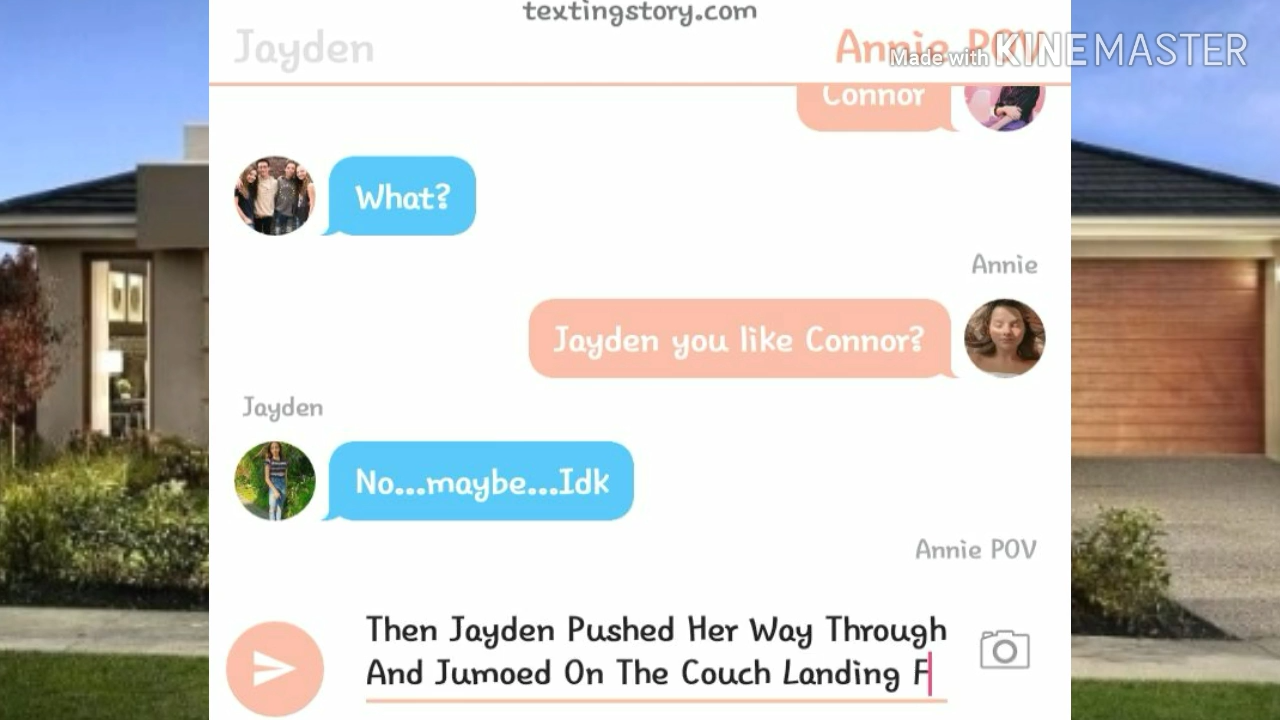 textingstory.com
Jayden
Annie POV
Made with KINEMASTER
Connor
What?
Annie
Jayden you like Connor?
Jayden
No...maybe...Idk
Annie POV
Then Jayden Pushed Her Way Through
And Jumoed On The Couch Landing F